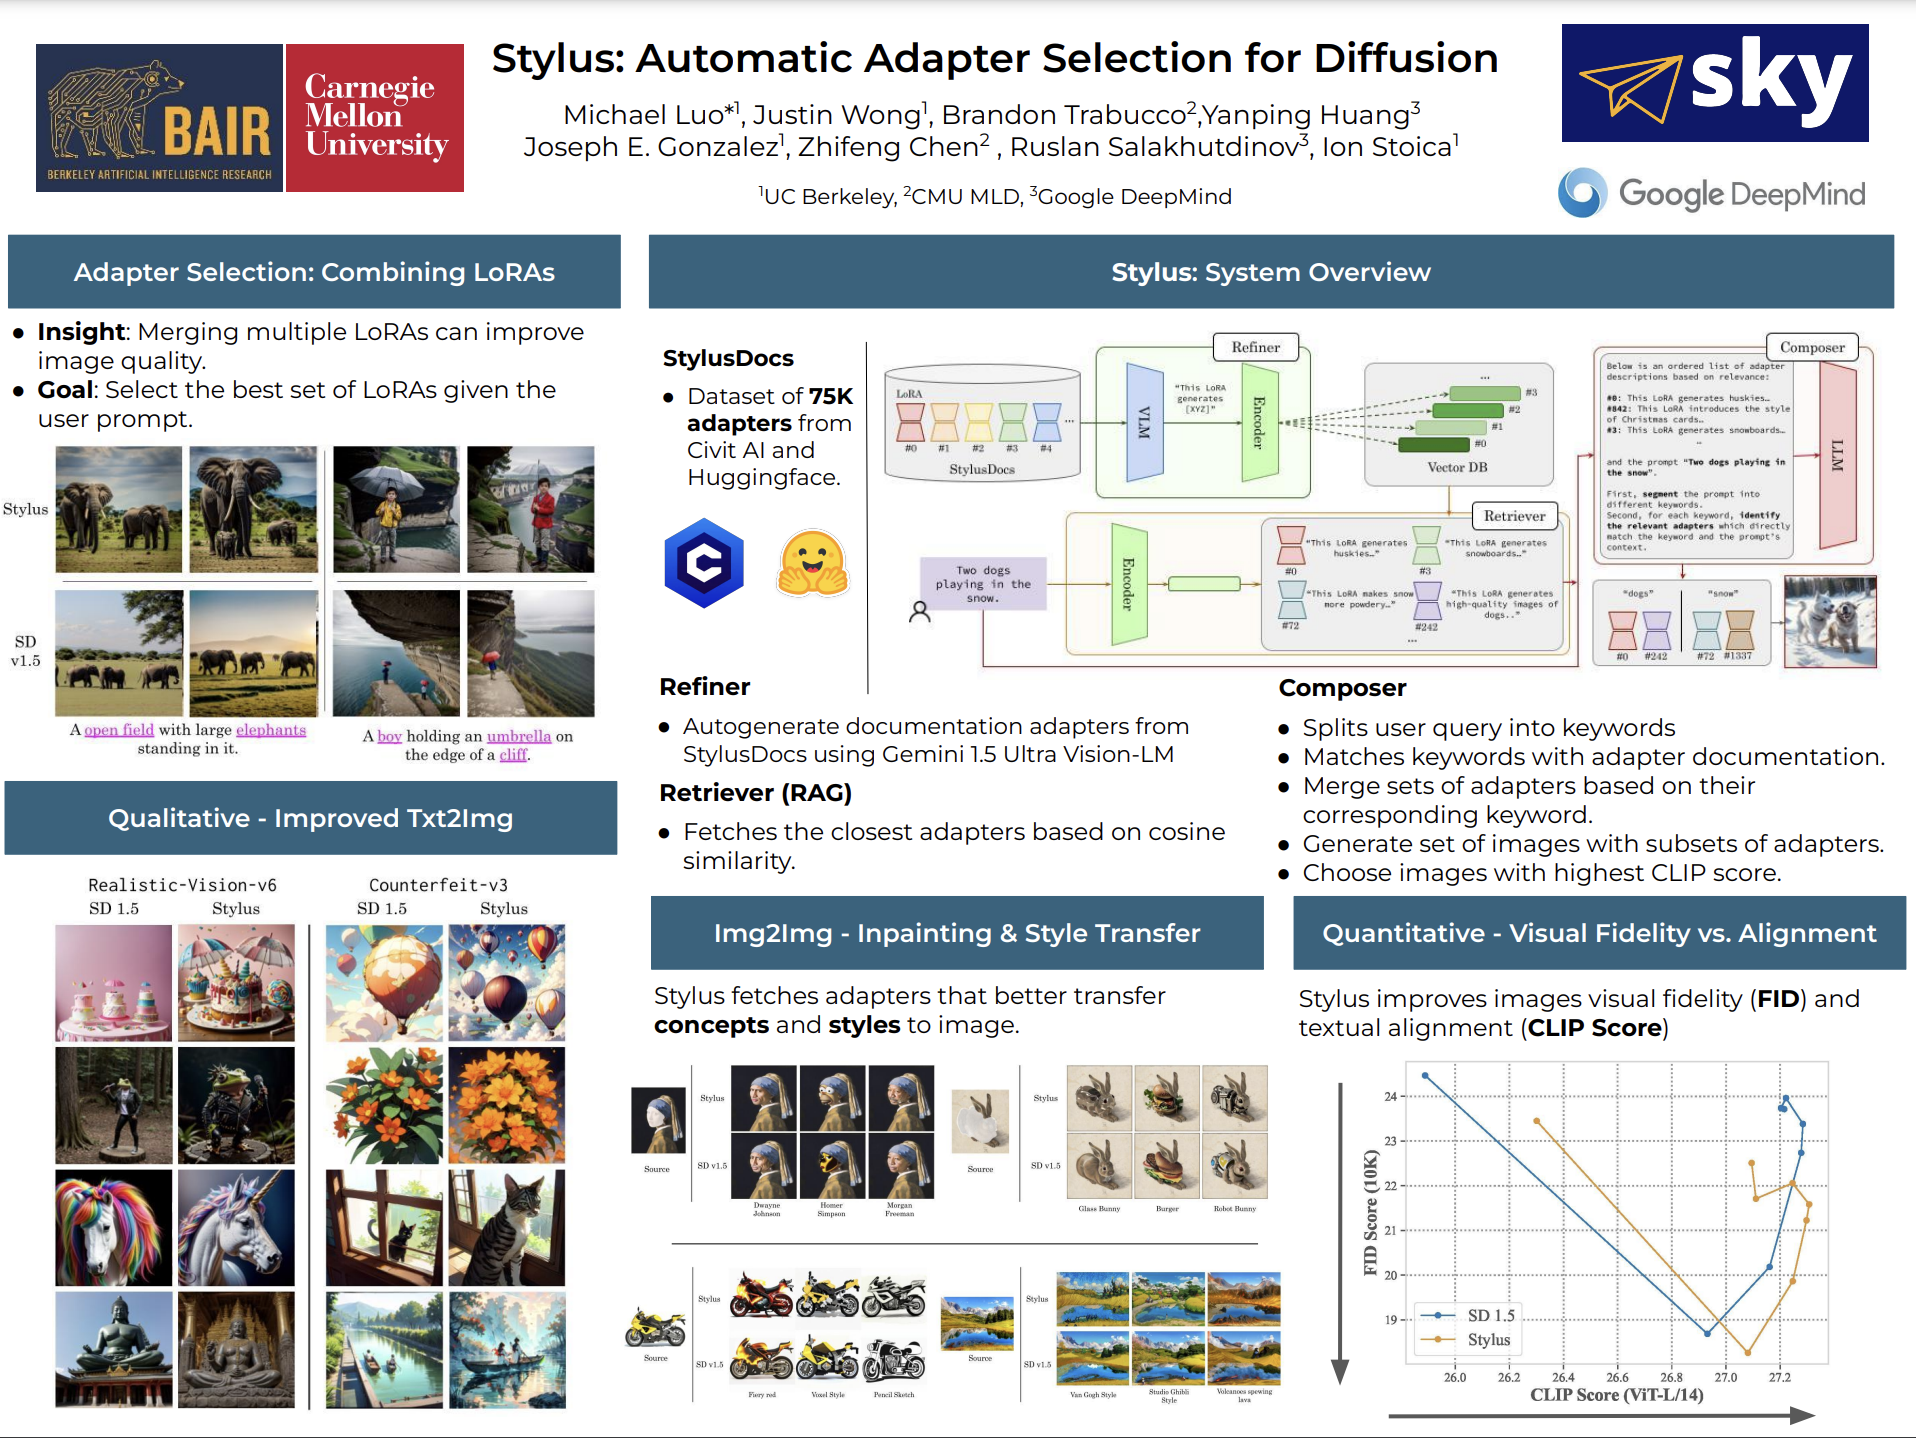 BAIR
BERKELEY ARTIFICIAL INTELLIGENCE RESEARCH
Carnegie
Mellon
University
Stylus: Automatic Adapter Selection for Diffusion
Michael Luo*1, Justin Wong1, Brandon Trabucco2,Yanping Huang3
Joseph E. Gonzalez1, Zhifeng Chen2 , Ruslan Salakhutdinov3, Ion Stoica1
1UC Berkeley, 2CMU MLD, 3Google DeepMind
sky
Google DeepMind
Adapter Selection: Combining LoRAs
● Insight: Merging multiple LoRAs can improve
image quality.
● Goal: Select the best set of LoRAs given the
user prompt.
Stylus
SD
v1.5
A open field with large elephants
standing in it.
A boy holding an umbrella on
the edge of a cliff.
Qualitative - Improved Txt2Img
Realistic-Vision-v6
SD 1.5
Stylus
Counterfeit-v3
SD 1.5
Stylus
Stylus: System Overview
StylusDocs
● Dataset of 75K
adapters from
Civit AI and
Huggingface.
C
LoRA
...
#0
#1
#2
#3
#4
StylusDocs
Refiner
VLM
"This LoRA
generates
[XYZ]"
Encoder
...
#3
#2
#1
#0
Vector DB
Two dogs
playing in the
snow.
Encoder
Retriever
"This LoRA generates
huskies…"
#0
"This LoRA generates
snowboards…"
#3
"This LoRA makes snow
more powdery…"
#72
"This LoRA generates
high-quality images of
dogs.."
#242
...
Composer
Below is an ordered list of adapter
descriptions based on relevance:
#0: This LoRA generates huskies…
#842: This LoRA introduces the style
of Christmas cards…
#3: This LoRA generates snowboards…
…
and the prompt "Two dogs playing in
the snow".
First, segment the prompt into
different keywords.
Second, for each keyword, identify
the relevant adapters which directly
match the keyword and the prompt's
context.
LLM
"dogs"
"snow"
#0
#242
#72
#1337
Refiner
● Autogenerate documentation adapters from
StylusDocs using Gemini 1.5 Ultra Vision-LM
Retriever (RAG)
● Fetches the closest adapters based on cosine
similarity.
Composer
● Splits user query into keywords
● Matches keywords with adapter documentation.
● Merge sets of adapters based on their
corresponding keyword.
● Generate set of images with subsets of adapters.
● Choose images with highest CLIP score.
Img2Img - Inpainting & Style Transfer
Stylus fetches adapters that better transfer
concepts and styles to image.
Source
Stylus
SD v1.5
Dwayne
Johnson
Homer
Simpson
Morgan
Freeman
Source
Stylus
SD v1.5
Glass Bunny
Burger
Robot Bunny
Source
Stylus
SD v1.5
Fiery red
Voxel Style
Pencil Sketch
Source
Stylus
SD v1.5
Van Gogh Style
Studio Ghibli
Style
Volcanoes spewing
lava
Quantitative - Visual Fidelity vs. Alignment
Stylus improves images visual fidelity (FID) and
textual alignment (CLIP Score)
FID Score (10K)
24
23
22
21
20
19
SD 1.5
Stylus
26.0
26.2
26.4
26.6
26.8
27.0
27.2
CLIP Score (ViT-L/14)